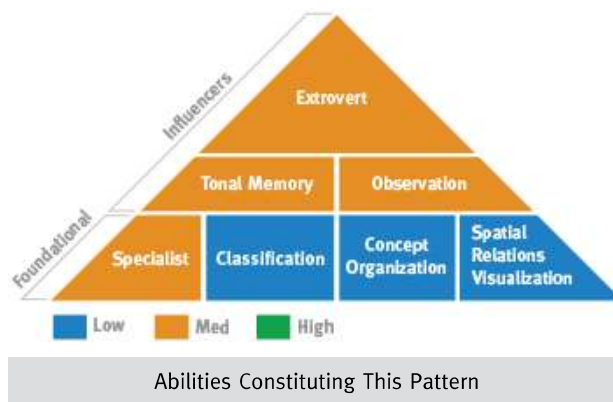 Influencers
Extrovert
Tonal Memory
Observation
Foundational
Specialist
Classification
Concept
Organization
Spatial
Relations
Visualization
Low
Med
High
Abilities Constituting This Pattern